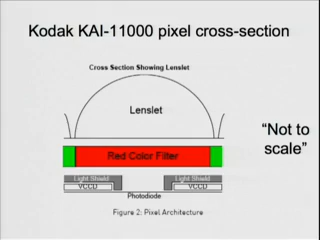 Kodak KAI-11000 pixel cross-section
Cross Section Showing Lenslet
Lenslet
"Not to
scale"
Red Color Filter
Light Shield
Light Shield
VCCD
VCCD
Photodiode
Figure 2: Pixel Architecture